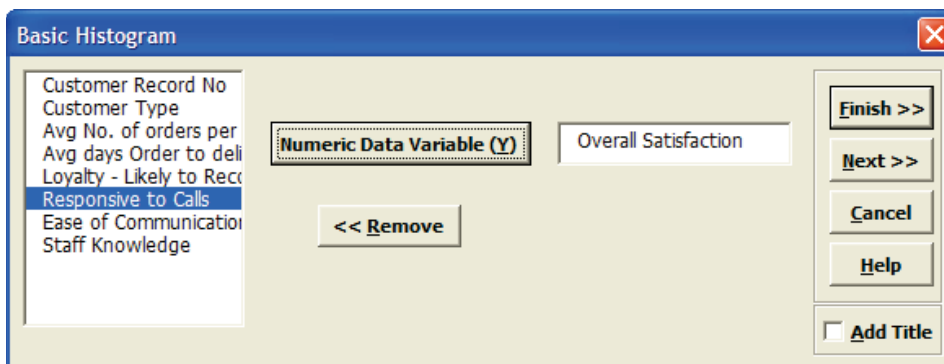 Basic Histogram
Customer Record No
Customer Type
Avg No. of orders per
Avg days Order to deli
Loyalty - Likely to Reco
Responsive to Calls
Ease of Communication
Staff Knowledge
Numeric Data Variable (Y)
<< Remove
Overall Satisfaction
Finish >>
Next >>
Cancel
Help
Add Title